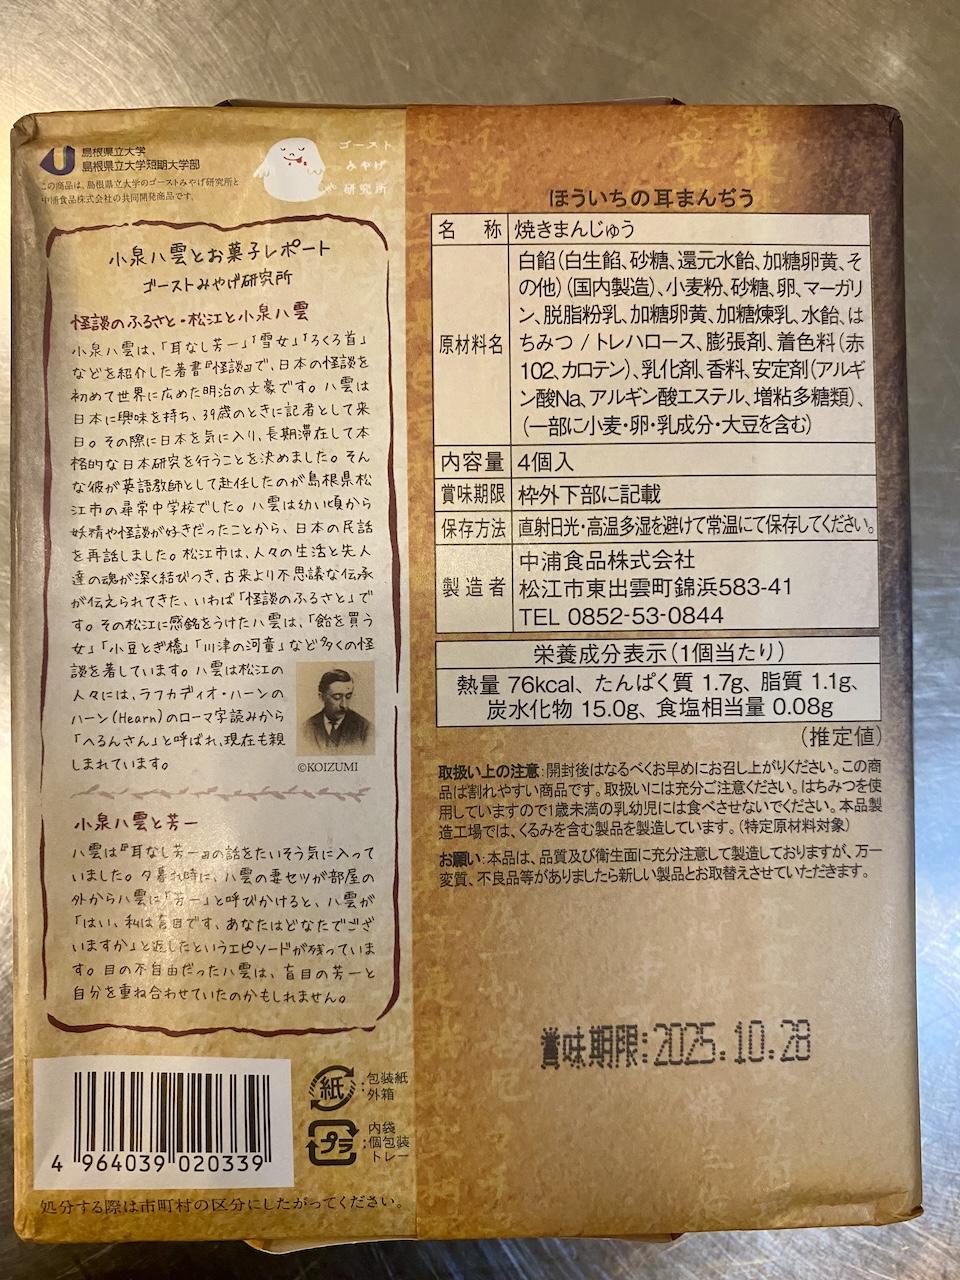 島根県立大学
島根県立大学短期大学部
この商品は、島根県立大学のゴーストみやげ研究所と
中浦食品株式会社の共同開発商品です。
ゴースト
みやげ
研究所
小泉八雲とお菓子レポート
ゴーストみやげ研究所
怪談のふるさと・松江と小泉八雲
小泉八雲は、「耳なし芳一」「雪女」「ろくろ首」
などを紹介した著書『怪談』で、日本の怪談を
初めて世界に広めた明治の文豪です。八雲は
日本に興味を持ち、39歳のときに記者として来
日。その際に日本を気に入り、長期滞在して本
格的な日本研究を行うことを決めました。そん
な彼が英語教師として赴任したのが島根県松
江市の尋常中学校でした。八雲は幼い頃から
妖精や怪談が好きだったことから、日本の民話
を再話しました。松江市は、人々の生活と先人
達の魂が深く結びつき、古来より不思議な伝承
が伝えられてきた、いわば「怪談のふるさと」で
す。その松江に感銘をうけた八雲は、「飴を買う
女」「小豆とぎ橋」「川津の河童」など多くの怪
談を著しています。八雲は松江の
人々には、ラフカディオ・ハーンの
ハーン(Hearn)のローマ字読みから
「へるんさん」と呼ばれ、現在も親
しまれています。
©KOIZUMI
小泉八雲と芳一
八雲は『耳なし芳一』の話をたいそう気に入って
いました。夕暮れ時に、八雲の妻セツが部屋の
外から八雲に「芳一」と呼びかけると、八雲が
「はい、私は盲目です、あなたはどなたでござ
いますか」と返したというエピソードが残っていま
す。目の不自由だった八雲は、盲目の芳一と
自分を重ね合わせていたのかもしれません。
4 964039 020339
紙
包装紙
外箱
プラ
内袋
個包装
トレー
処分する際は市町村の区分にしたがってください。
ほういちの耳まんぢう
名 称 焼きまんじゅう
原材料名
白餡(白生餡、砂糖、還元水飴、加糖卵黄、そ
の他)(国内製造)、小麦粉、砂糖、卵、マーガリ
ン、脱脂粉乳、加糖卵黄、加糖煉乳、水飴、は
ちみつ / トレハロース、膨張剤、着色料(赤
102、カロテン)、乳化剤、香料、安定剤(アルギ
ン酸Na、アルギン酸エステル、増粘多糖類)、
(一部に小麦・卵・乳成分・大豆を含む)
内容量 4個入
賞味期限 枠外下部に記載
保存方法 直射日光・高温多湿を避けて常温にて保存してください。
製造者
中浦食品株式会社
松江市東出雲町錦浜583-41
TEL 0852-53-0844
栄養成分表示(1個当たり)
熱量 76kcal、たんぱく質 1.7g、脂質 1.1g、
炭水化物 15.0g、食塩相当量 0.08g
(推定値)
取扱い上の注意:開封後はなるべくお早めにお召し上がりください。この商
品は割れやすい商品です。取扱いには充分ご注意ください。はちみつを使
用していますので1歳未満の乳幼児には食べさせないでください。本品製
造工場では、くるみを含む製品を製造しています。(特定原材料対象)
お願い:本品は、品質及び衛生面に充分注意して製造しておりますが、万一
変質、不良品等がありましたら新しい製品とお取替えさせていただきます。
賞味期限:2025.10.28